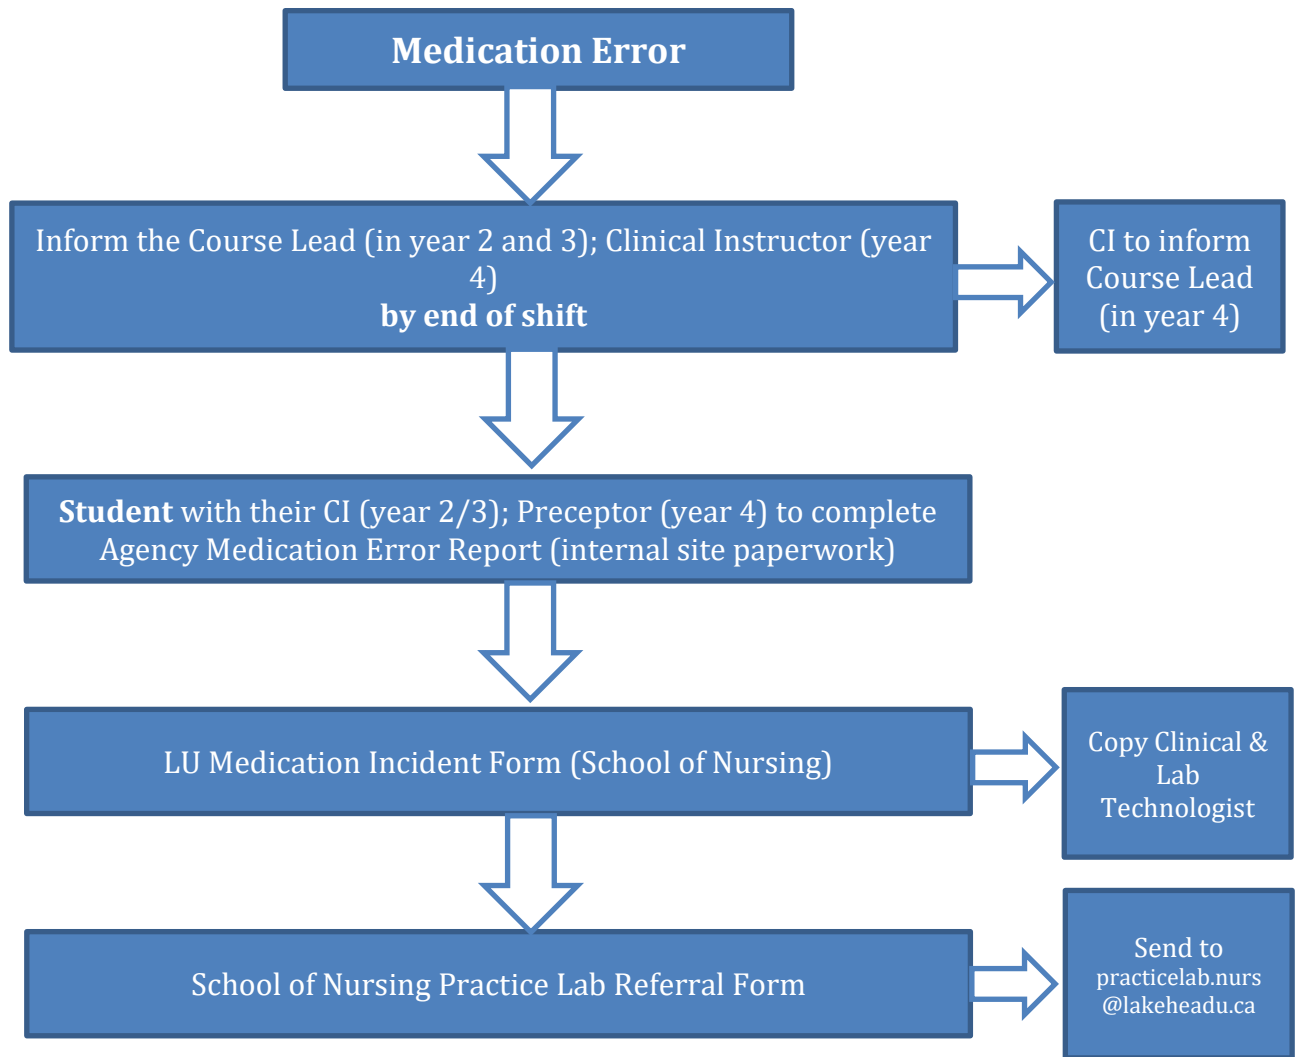 Medication Error
Inform the Course Lead (in year 2 and 3); Clinical Instructor (year
4)
by end of shift
CI to inform
Course Lead
(in year 4)
Student with their CI (year 2/3); Preceptor (year 4) to complete
Agency Medication Error Report (internal site paperwork)
LU Medication Incident Form (School of Nursing)
Copy Clinical &
Lab
Technologist
School of Nursing Practice Lab Referral Form
Send to
practicelab.nurs
@lakeheadu.ca